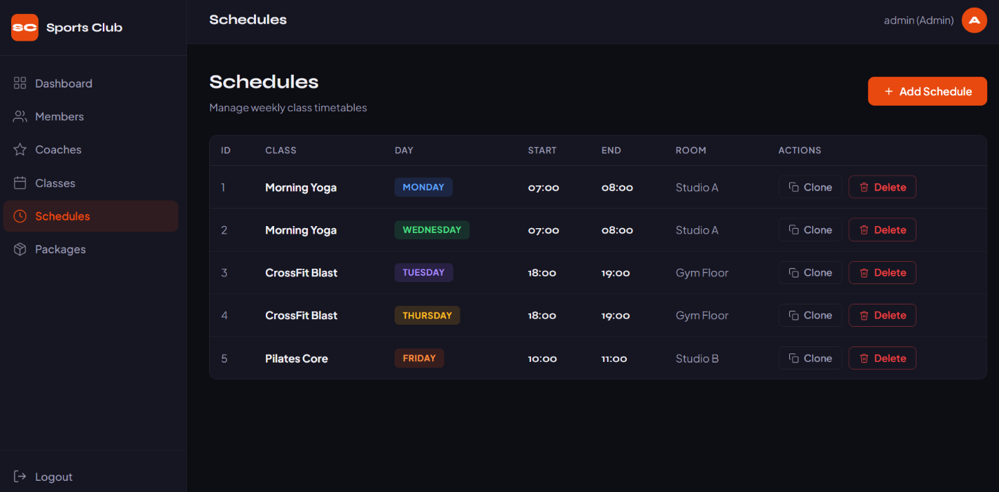 SC Sports Club
Schedules
admin (Admin) A
Dashboard
Members
Coaches
Classes
Schedules
Packages
Logout
Schedules
Manage weekly class timetables
+ Add Schedule
ID CLASS DAY START END ROOM ACTIONS
1 Morning Yoga MONDAY 07:00 08:00 Studio A Clone Delete
2 Morning Yoga WEDNESDAY 07:00 08:00 Studio A Clone Delete
3 CrossFit Blast TUESDAY 18:00 19:00 Gym Floor Clone Delete
4 CrossFit Blast THURSDAY 18:00 19:00 Gym Floor Clone Delete
5 Pilates Core FRIDAY 10:00 11:00 Studio B Clone Delete